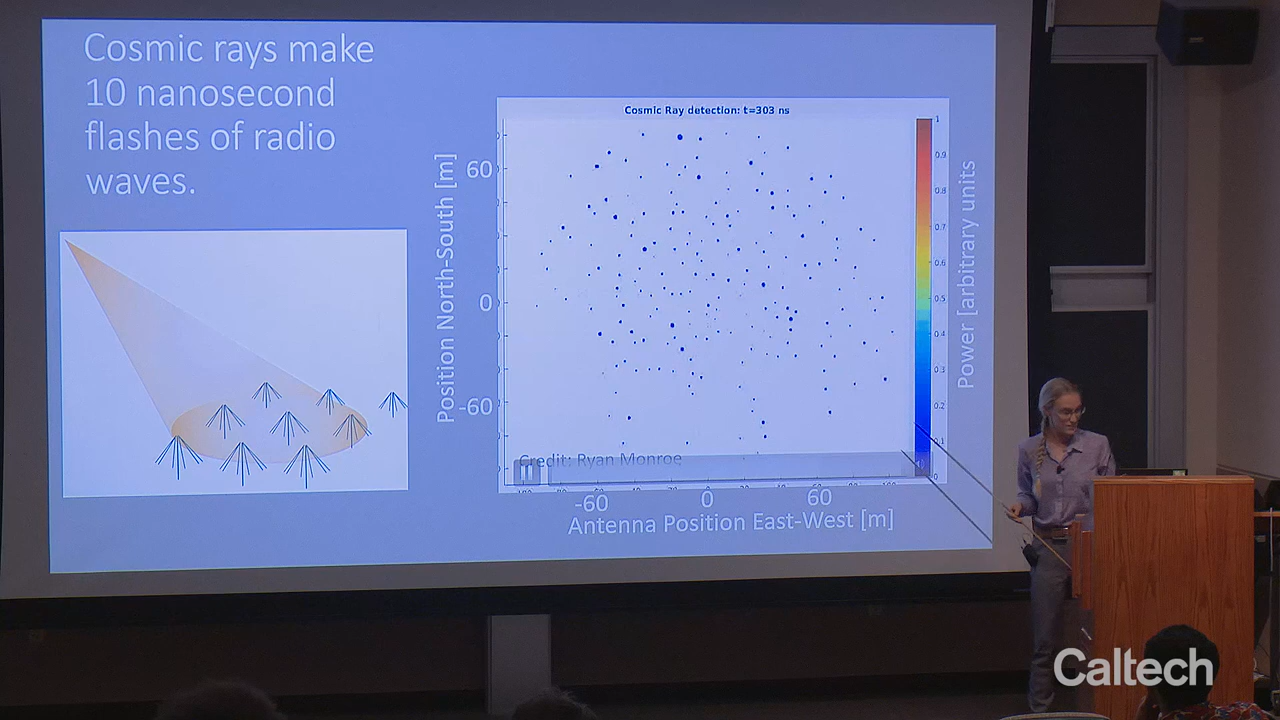 Cosmic rays make
10 nanosecond
flashes of radio
waves.
Cosmic Ray detection: t=303 ns
Position North-South [m]
60
0
-60
1
0.9
0.8
0.7
0.6
0.5
0.4
0.3
0.2
0.1
0
Power [arbitrary units
Credit: Ryan Monroe
-60
0
60
Antenna Position East-West [m]
Caltech